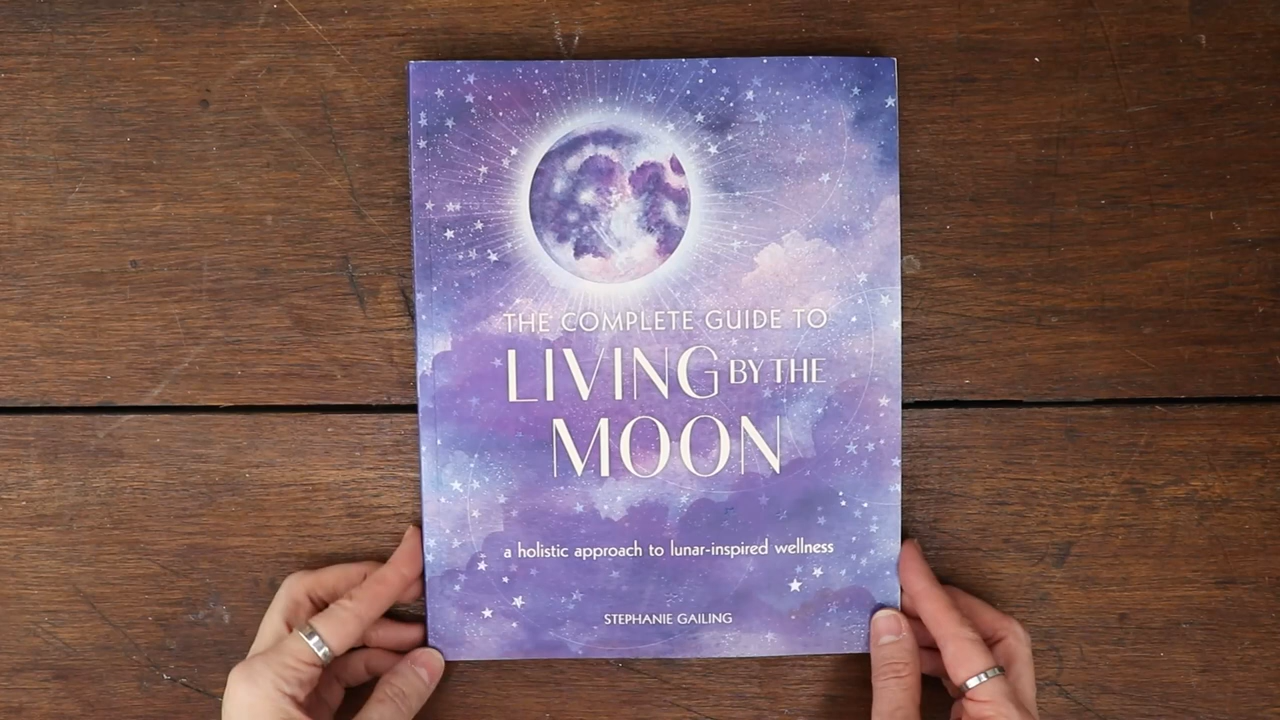 THE COMPLETE GUIDE TO
LIVING BY THE
MOON
a holistic approach to lunar-inspired wellness
STEPHANIE GAILING